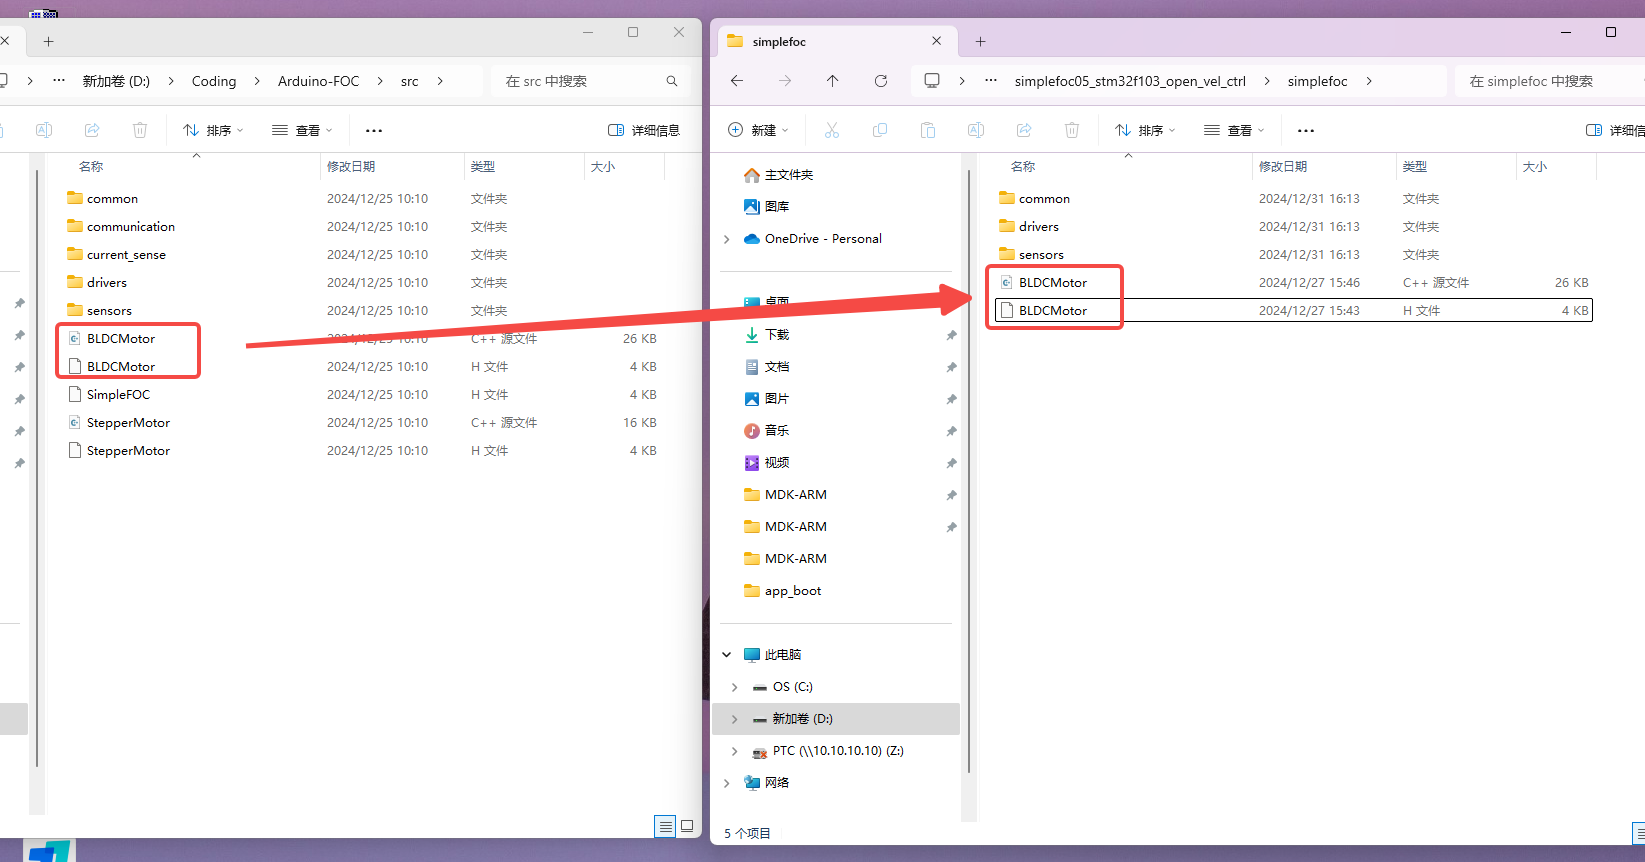 新加卷 (D:) Coding Arduino-FOC src
在 src 中搜索
排序 查看 ••• 详细信息
名称 修改日期 类型 大小
common 2024/12/25 10:10 文件夹
communication 2024/12/25 10:10 文件夹
current_sense 2024/12/25 10:10 文件夹
drivers 2024/12/25 10:10 文件夹
sensors 2024/12/25 10:10 文件夹
BLDCMotor 2024/12/25 10:10 C++ 源文件 26 KB
BLDCMotor 2024/12/25 10:10 H 文件 4 KB
SimpleFOC 2024/12/25 10:10 H 文件 4 KB
StepperMotor 2024/12/25 10:10 C++ 源文件 16 KB
StepperMotor 2024/12/25 10:10 H 文件 4 KB
simplefoc
simplefoc05_stm32f103_open_vel_ctrl simplefoc
在 simplefoc 中搜索
新建 排序 查看 ••• 详细信
主文件夹
图库
OneDrive - Personal
桌面
下载
文档
图片
音乐
视频
MDK-ARM
MDK-ARM
MDK-ARM
app_boot
此电脑
OS (C:)
新加卷 (D:)
PTC (\\10.10.10.10) (Z:)
网络
名称 修改日期 类型 大小
common 2024/12/31 16:13 文件夹
drivers 2024/12/31 16:13 文件夹
sensors 2024/12/31 16:13 文件夹
BLDCMotor 2024/12/27 15:46 C++ 源文件 26 KB
BLDCMotor 2024/12/27 15:43 H 文件 4 KB
5 个项目